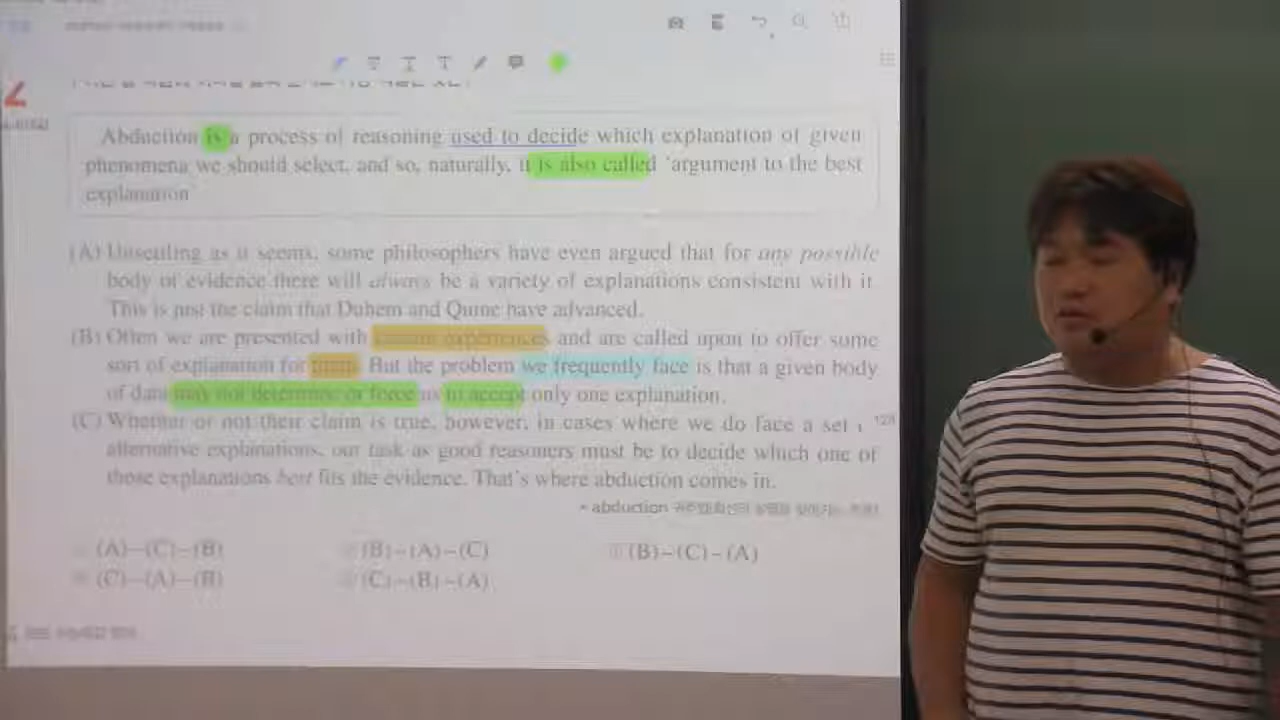 Abduction is a process of reasoning used to decide which explanation of given
phenomena we should select, and so, naturally, it is also called 'argument to the best
explanation
(A) Unsettling as it seems, some philosophers have even argued that for any possible
body of evidence there will always be a variety of explanations consistent with it.
This is just the claim that Duhem and Quine have advanced.
(B) Often we are presented with certain experiences and are called upon to offer some
sort of explanation for them. But the problem we frequently face is that a given body
of data may not determine or force us to accept only one explanation.
(C) Whether or not their claim is true, however, in cases where we do face a set
alternative explanations, our task as good reasoners must be to decide which one of
those explanations best fits the evidence. That's where abduction comes in.
* abduction
(A)-(C)-(B) (B)-(A)-(C) (B)-(C)-(A)
(C)-(A)-(B) (C)-(B)-(A)